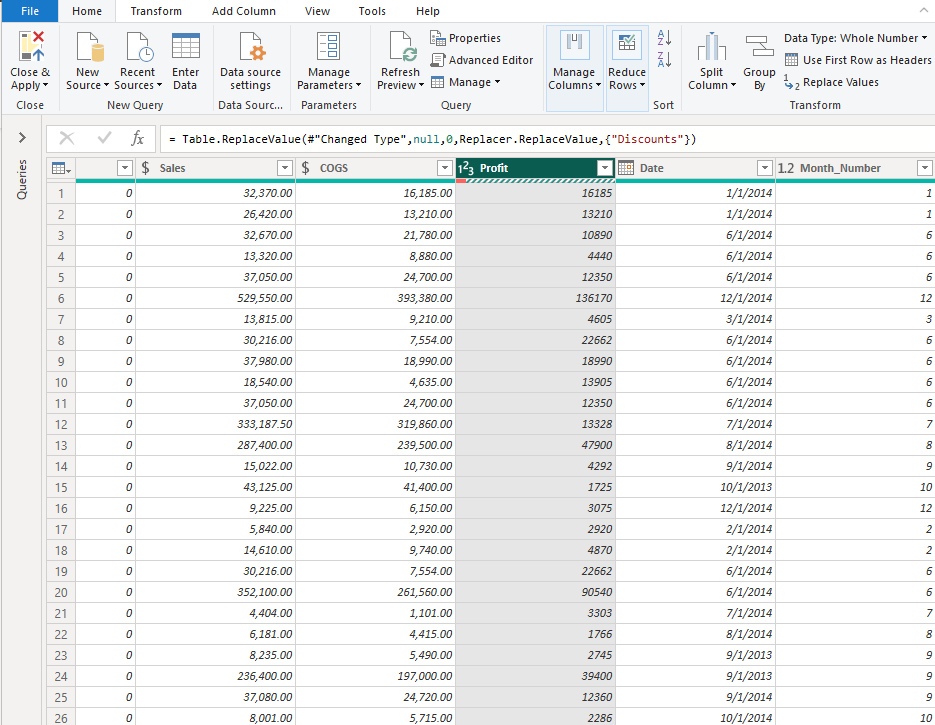 File Home Transform Add Column View Tools Help
Close & Apply
New Source
Recent Sources
Enter Data
Data source settings
Manage Parameters
Refresh Preview
Properties
Advanced Editor
Manage
Manage Columns
Reduce Rows
Split Column
Group By
Data Type: Whole Number
Use First Row as Headers
Replace Values
Close New Query Data Sourc... Parameters Query Sort Transform
= Table.ReplaceValue(#"Changed Type",null,0,Replacer.ReplaceValue,{"Discounts"})
Queries
$ Sales $ COGS 123 Profit Date 1.2 Month_Number
1 0 32,370.00 16,185.00 16185 1/1/2014 1
2 0 26,420.00 13,210.00 13210 1/1/2014 1
3 0 32,670.00 21,780.00 10890 6/1/2014 6
4 0 13,320.00 8,880.00 4440 6/1/2014 6
5 0 37,050.00 24,700.00 12350 6/1/2014 6
6 0 529,550.00 393,380.00 136170 12/1/2014 12
7 0 13,815.00 9,210.00 4605 3/1/2014 3
8 0 30,216.00 7,554.00 22662 6/1/2014 6
9 0 37,980.00 18,990.00 18990 6/1/2014 6
10 0 18,540.00 4,635.00 13905 6/1/2014 6
11 0 37,050.00 24,700.00 12350 6/1/2014 6
12 0 333,187.50 319,860.00 13328 7/1/2014 7
13 0 287,400.00 239,500.00 47900 8/1/2014 8
14 0 15,022.00 10,730.00 4292 9/1/2014 9
15 0 43,125.00 41,400.00 1725 10/1/2013 10
16 0 9,225.00 6,150.00 3075 12/1/2014 12
17 0 5,840.00 2,920.00 2920 2/1/2014 2
18 0 14,610.00 9,740.00 4870 2/1/2014 2
19 0 30,216.00 7,554.00 22662 6/1/2014 6
20 0 352,100.00 261,560.00 90540 6/1/2014 6
21 0 4,404.00 1,101.00 3303 7/1/2014 7
22 0 6,181.00 4,415.00 1766 8/1/2014 8
23 0 8,235.00 5,490.00 2745 9/1/2013 9
24 0 236,400.00 197,000.00 39400 9/1/2013 9
25 0 37,080.00 24,720.00 12360 9/1/2014 9
26 0 8,001.00 5,715.00 2286 10/1/2014 10